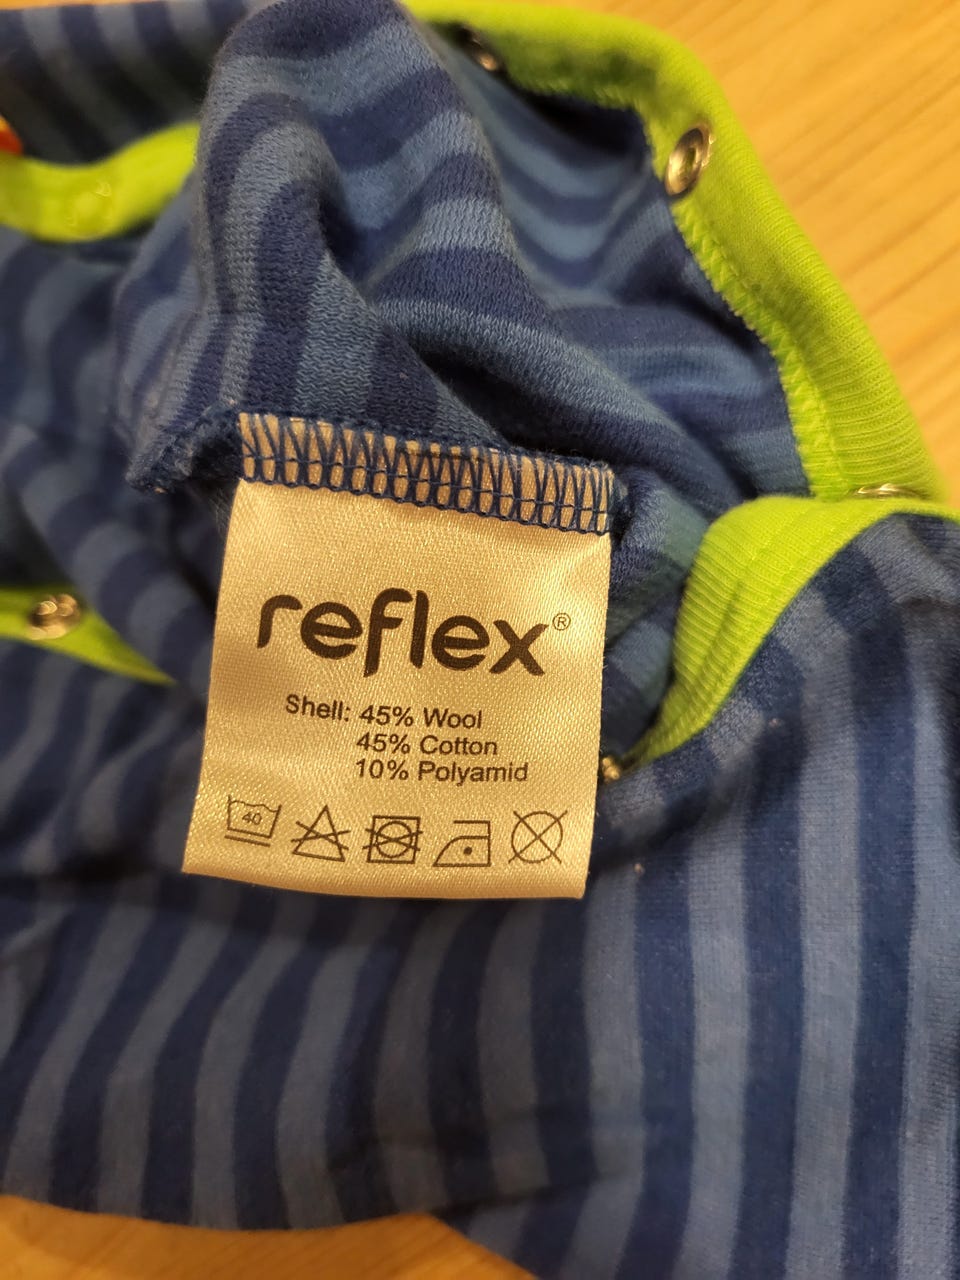 reflex®
Shell: 45% Wool
45% Cotton
10% Polyamid
40